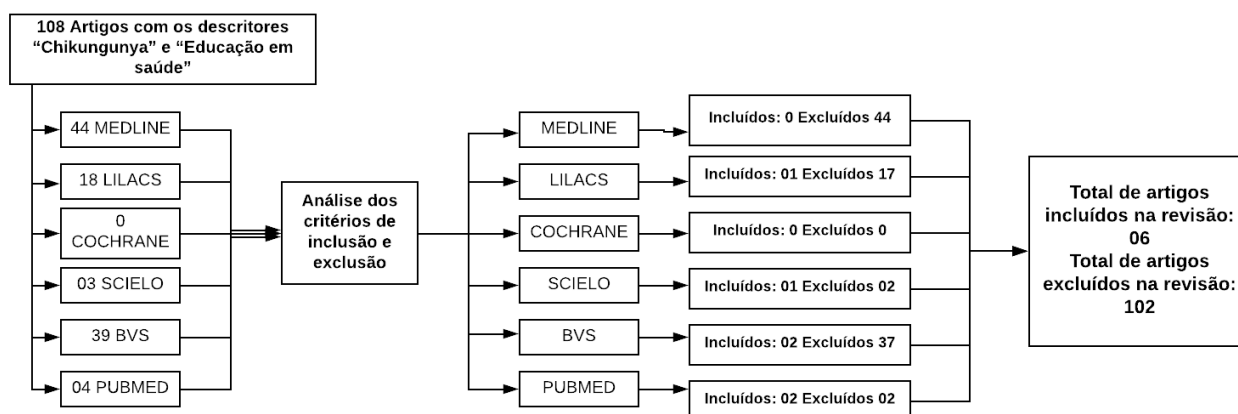 108 Artigos com os descritores
“Chikungunya” e “Educação em
saúde”
44 MEDLINE
18 LILACS
0
COCHRANE
03 SCIELO
39 BVS
04 PUBMED
Análise dos
critérios de
inclusão e
exclusão
MEDLINE
LILACS
COCHRANE
SCIELO
BVS
PUBMED
Incluídos: 0 Excluídos 44
Incluídos: 01 Excluídos 17
Incluídos: 0 Excluídos 0
Incluídos: 01 Excluídos 02
Incluídos: 02 Excluídos 37
Incluídos: 02 Excluídos 02
Total de artigos
incluídos na revisão:
06
Total de artigos
excluídos na revisão:
102